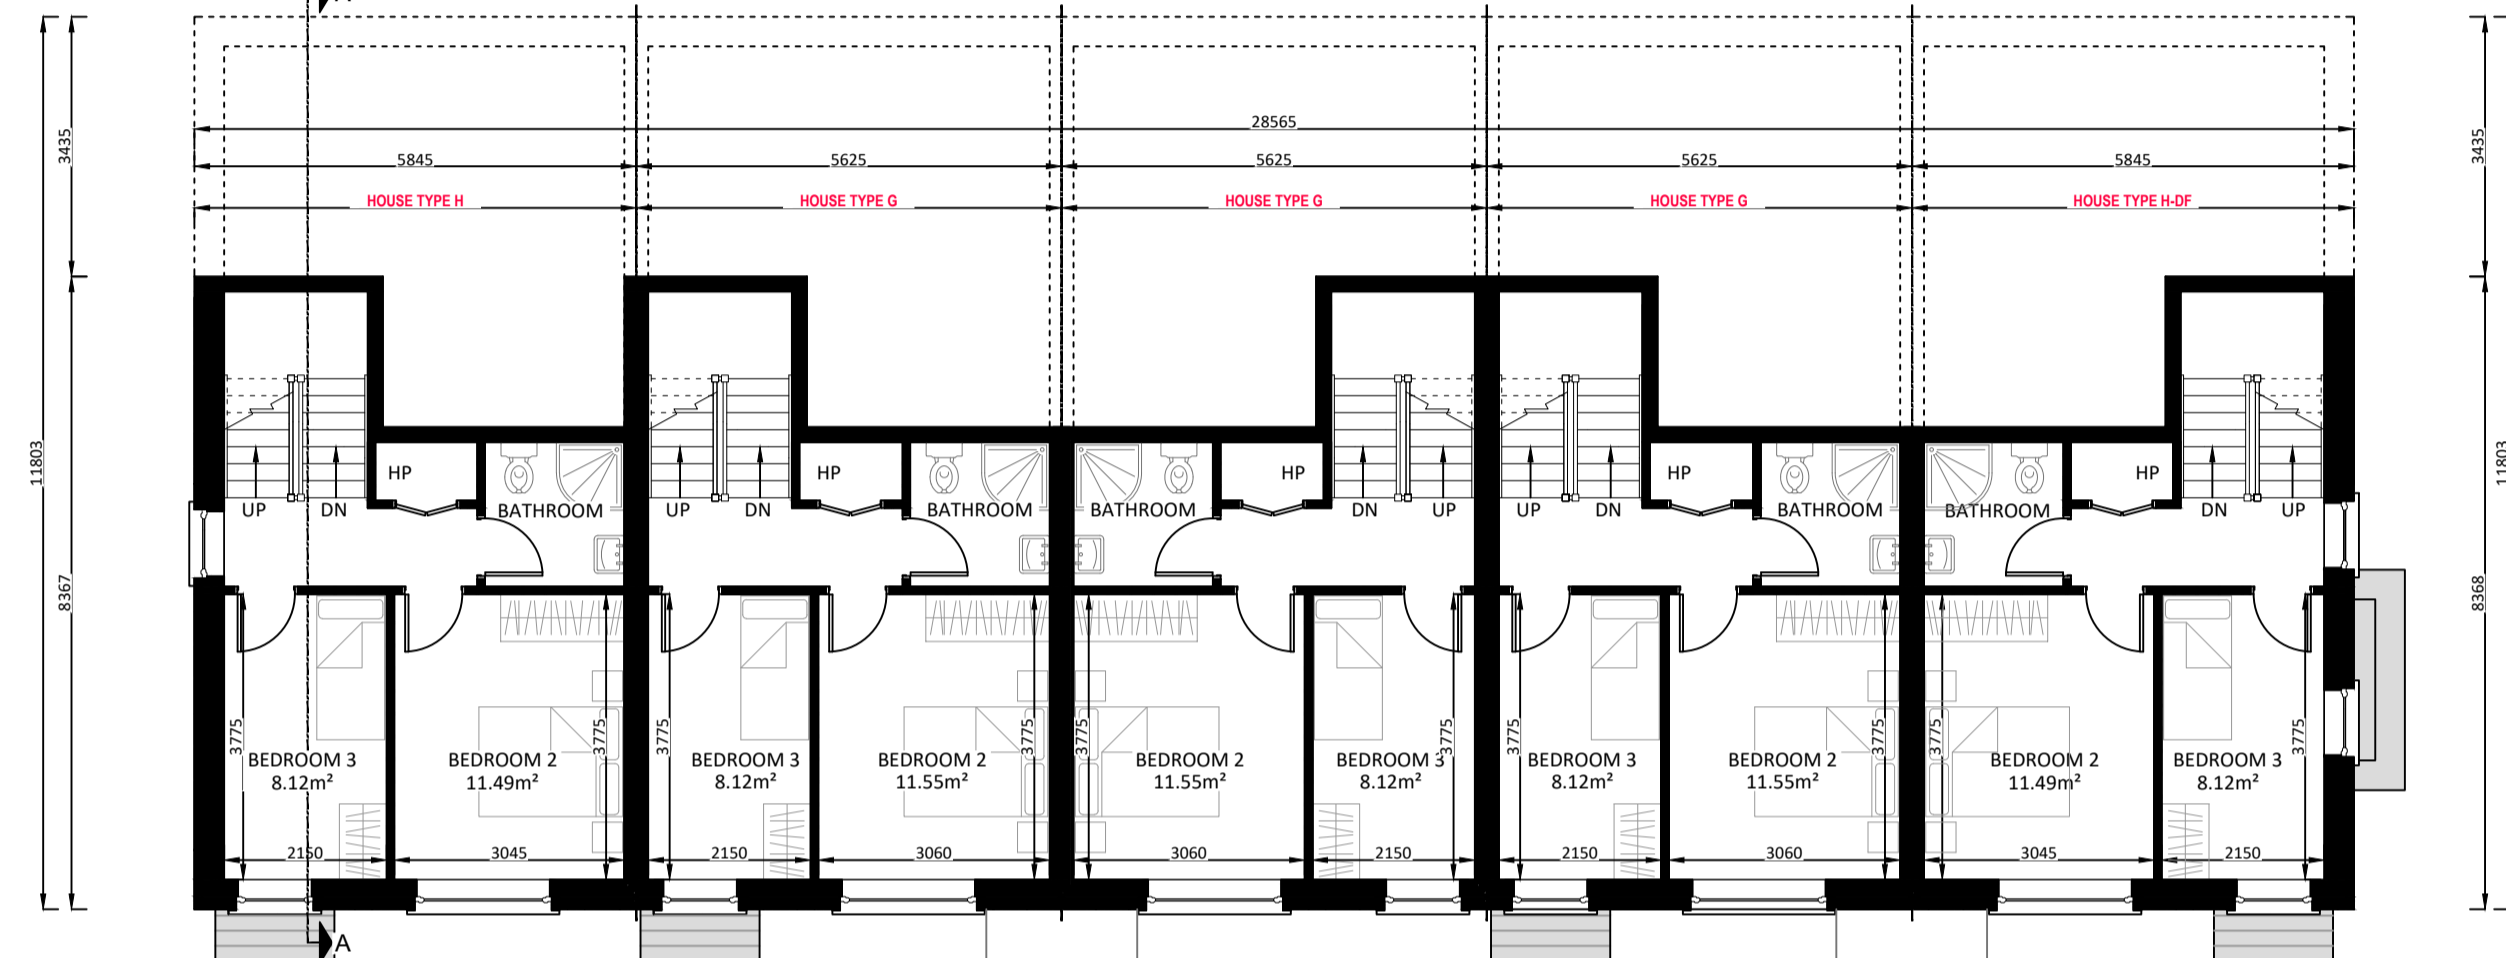 28565
5845 5625 5625 5625 5845
HOUSE TYPE H HOUSE TYPE G HOUSE TYPE G HOUSE TYPE G HOUSE TYPE H-DF
3435 3435
11803 11803
8367 8368
HP HP HP HP HP
UP DN BATHROOM UP DN BATHROOM BATHROOM DN UP UP DN BATHROOM BATHROOM DN UP
3775 3775 3775 3775 3775 3775 3775 3775 3775 3775
BEDROOM 3 BEDROOM 2 BEDROOM 3 BEDROOM 2 BEDROOM 2 BEDROOM 3 BEDROOM 3 BEDROOM 2 BEDROOM 2 BEDROOM 3
8.12m² 11.49m² 8.12m² 11.55m² 11.55m² 8.12m² 8.12m² 11.55m² 11.49m² 8.12m²
2150 3045 2150 3060 3060 2150 2150 3060 3045 2150
A